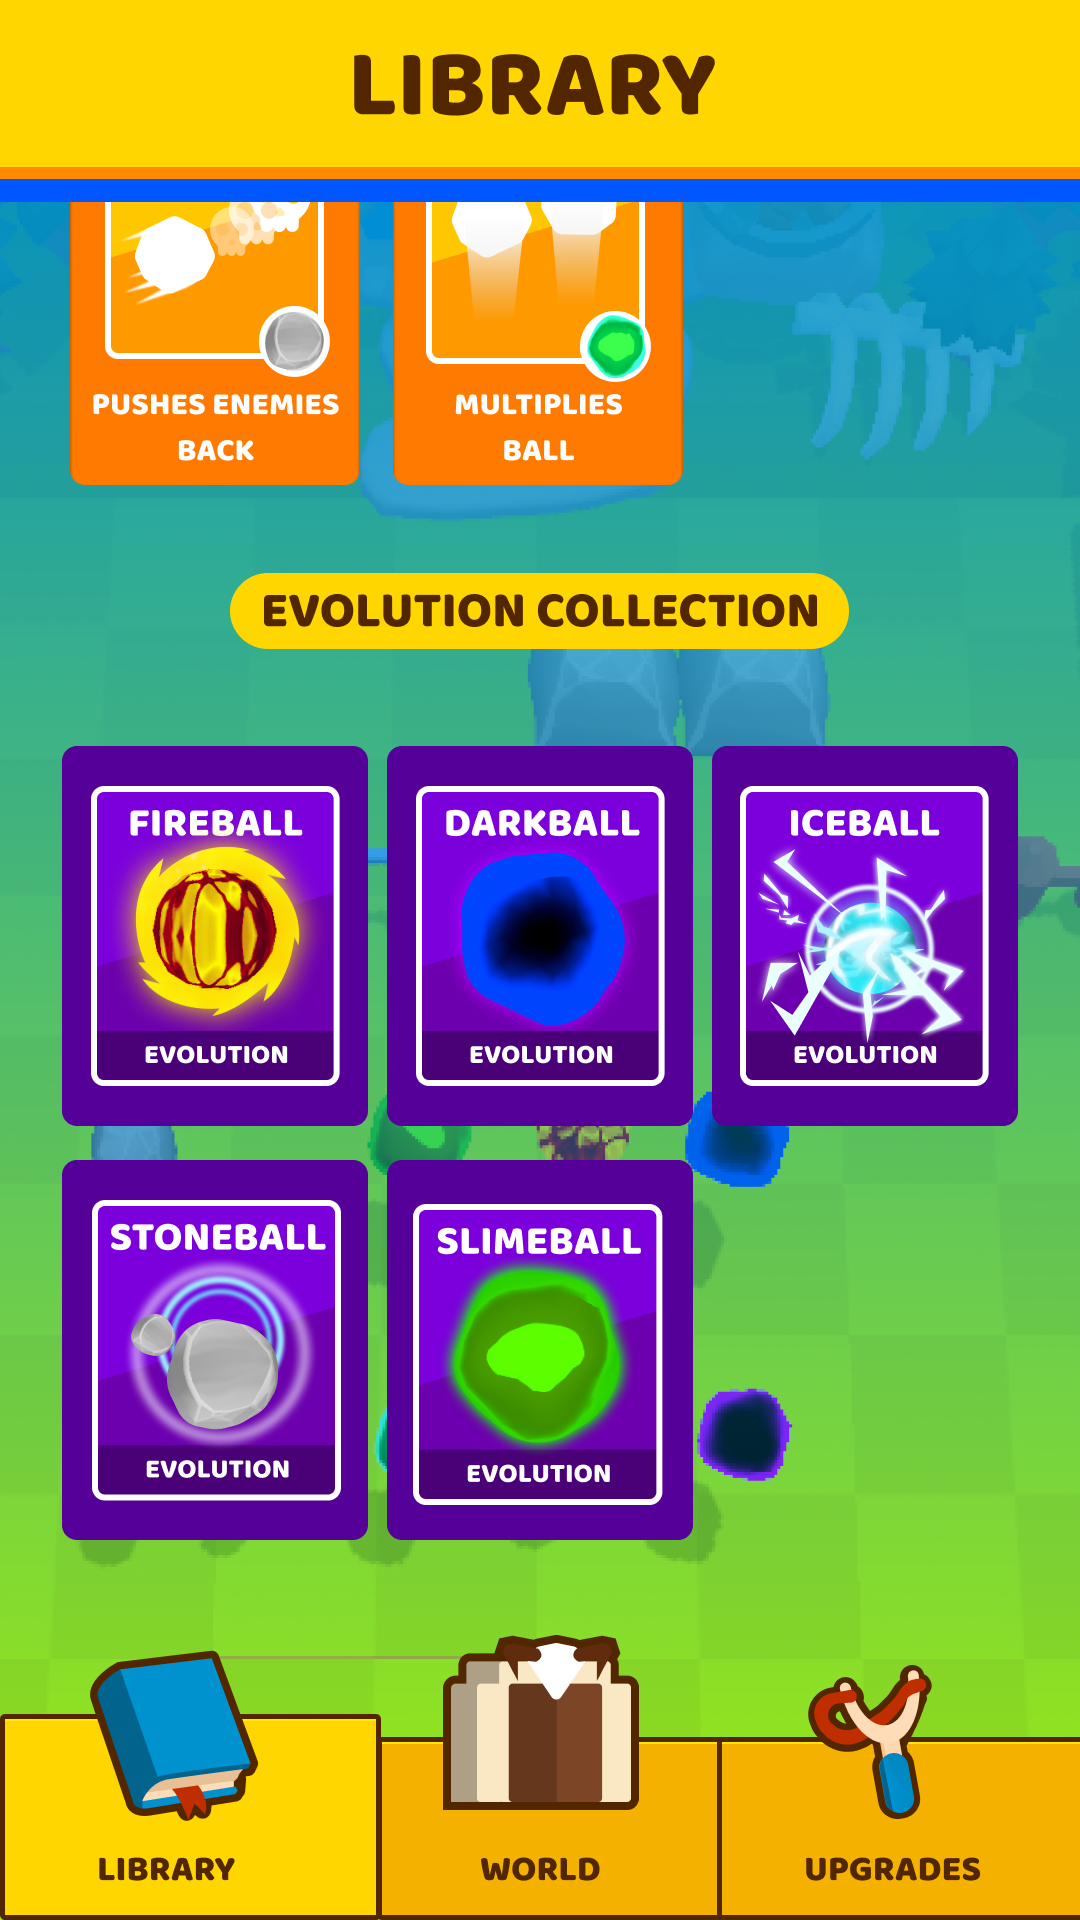 LIBRARY
PUSHES ENEMIES
BACK
MULTIPLIES
BALL
EVOLUTION COLLECTION
FIREBALL
EVOLUTION
DARKBALL
EVOLUTION
ICEBALL
EVOLUTION
STONEBALL
EVOLUTION
SLIMEBALL
EVOLUTION
LIBRARY
WORLD
UPGRADES